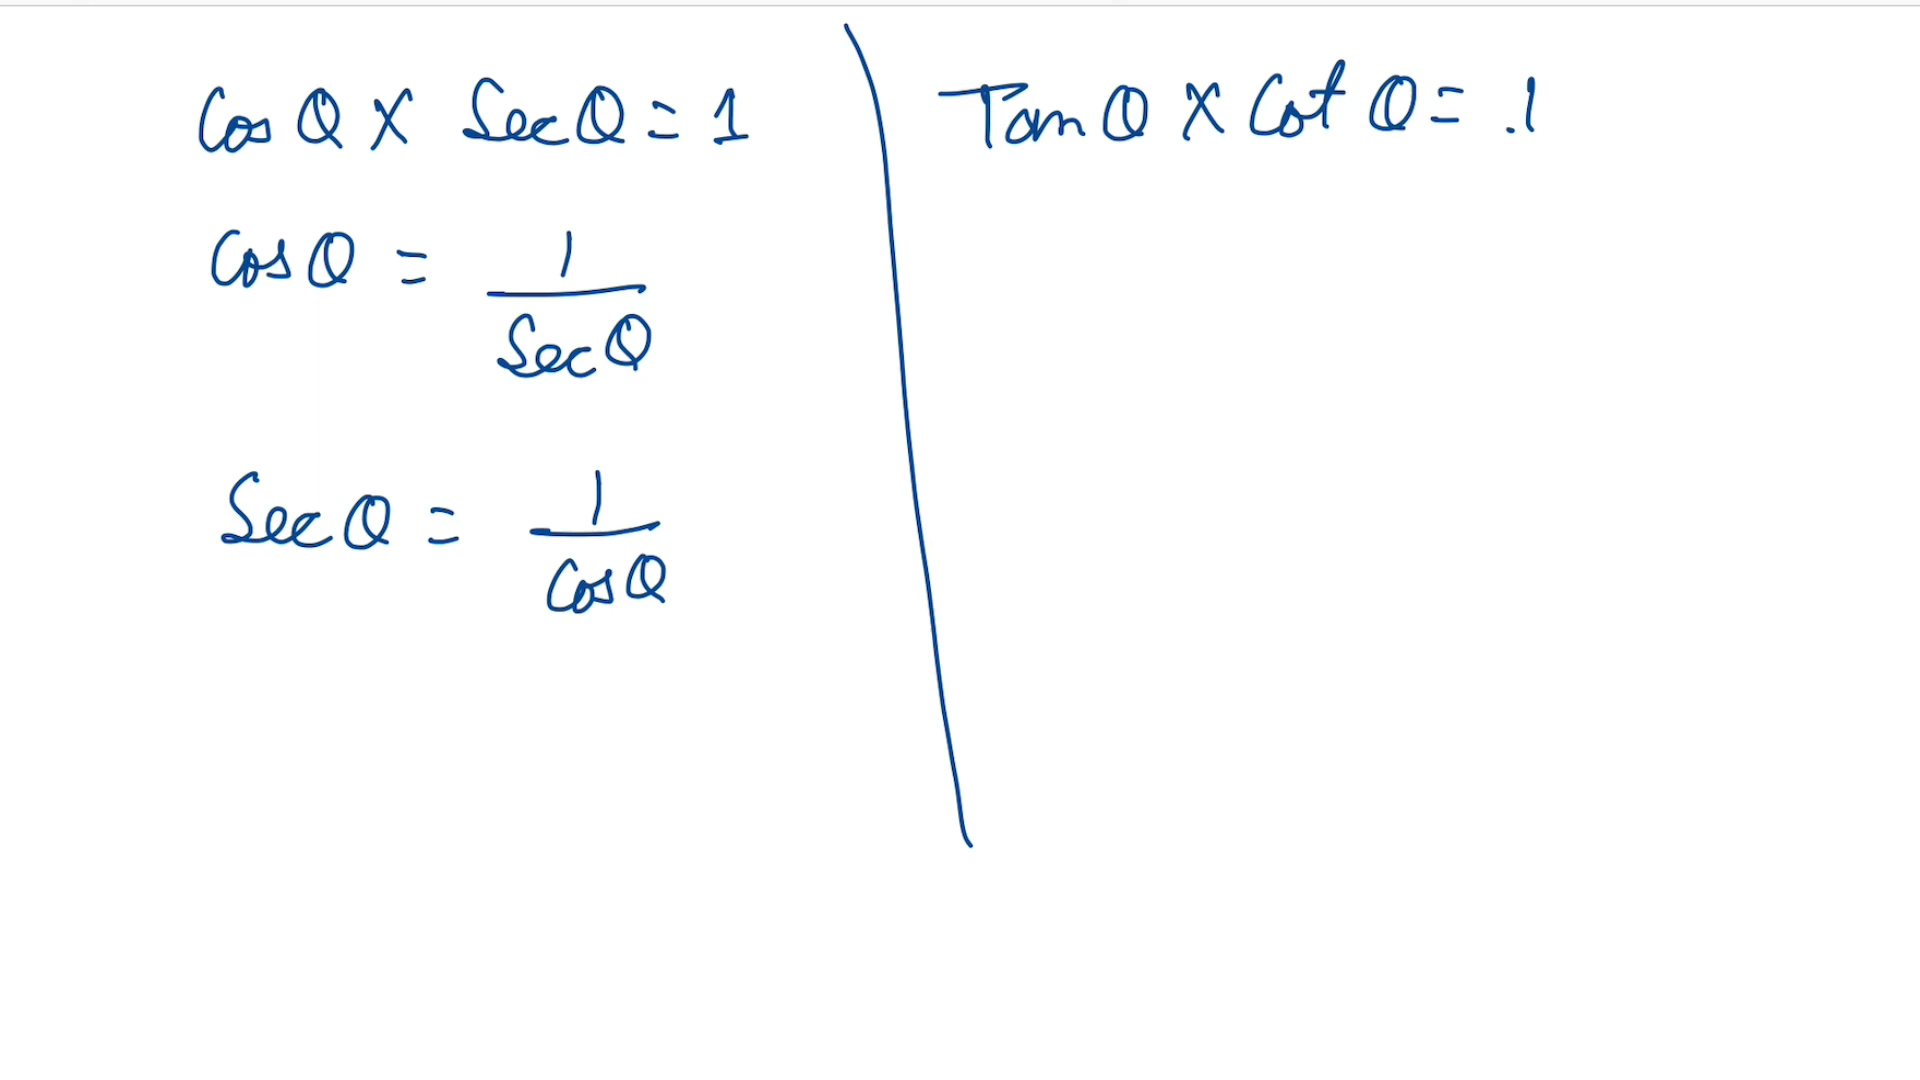 Cos θ × Sec θ = 1
Cos θ = 1 / Sec θ
Sec θ = 1 / Cos θ
Tan θ × Cot θ = .1